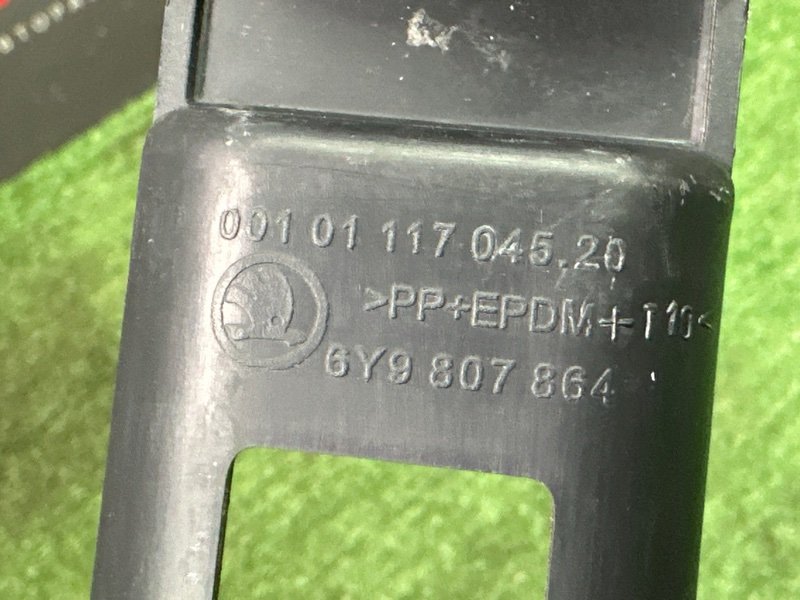 001 01 117 045.20
>PP+EPDM+T10<
6Y9 807 864